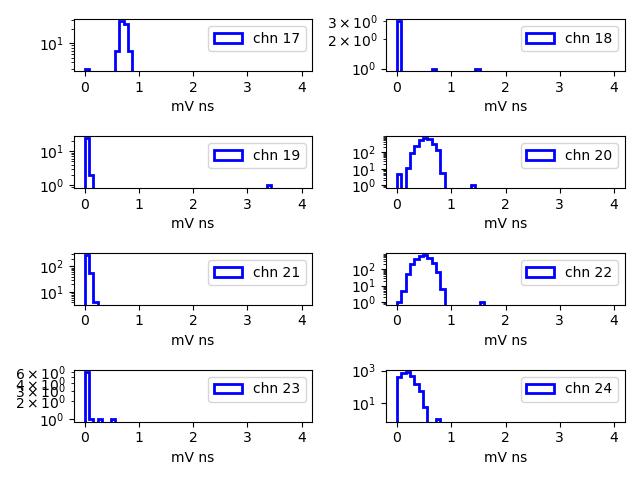 10¹
chn 17
0 1 2 3 4
mV ns
3 × 10⁰
2 × 10⁰
10⁰
chn 18
0 1 2 3 4
mV ns
10¹
10⁰
chn 19
0 1 2 3 4
mV ns
10²
10¹
10⁰
chn 20
0 1 2 3 4
mV ns
10²
10¹
chn 21
0 1 2 3 4
mV ns
10²
10¹
10⁰
chn 22
0 1 2 3 4
mV ns
6 × 10⁰
4 × 10⁰
3 × 10⁰
2 × 10⁰
10⁰
chn 23
0 1 2 3 4
mV ns
10³
10¹
chn 24
0 1 2 3 4
mV ns